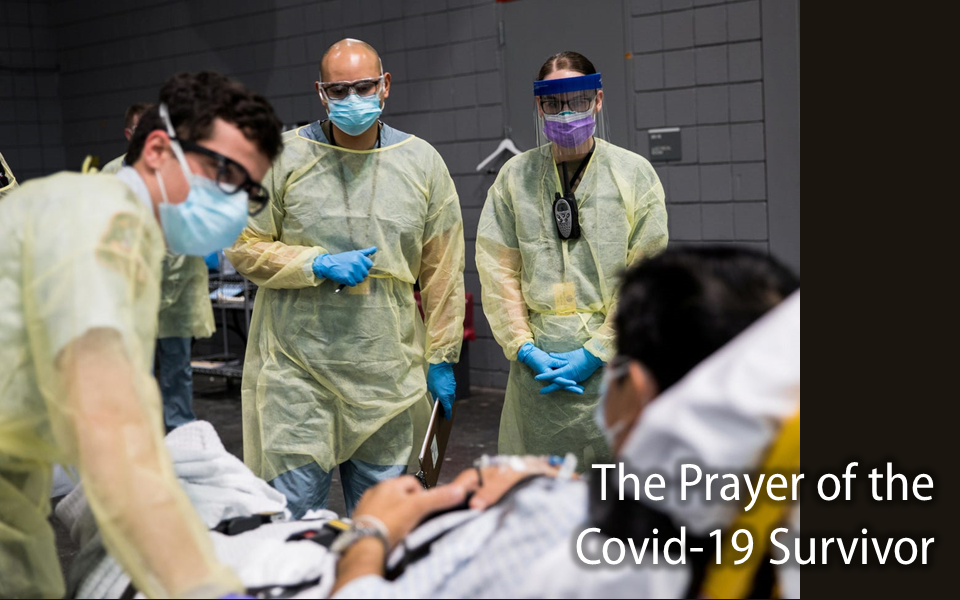 The Prayer of the
Covid-19 Survivor